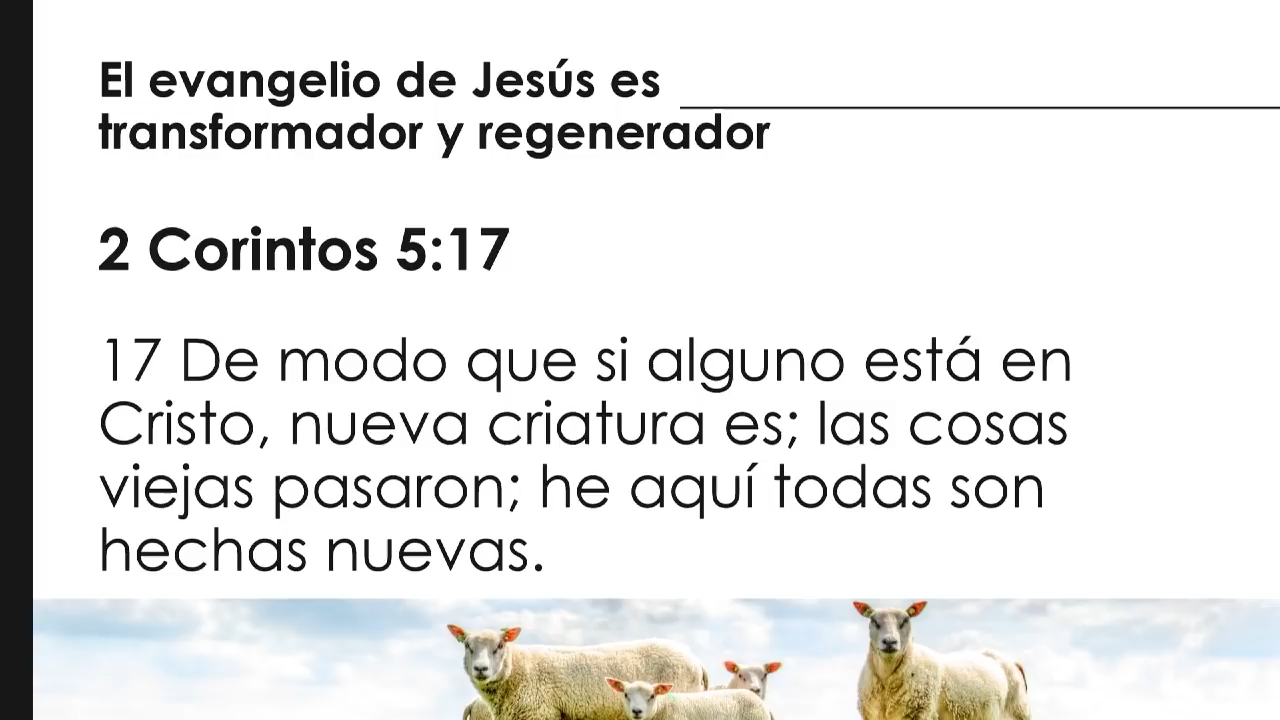 El evangelio de Jesús es
transformador y regenerador
2 Corintos 5:17
17 De modo que si alguno está en
Cristo, nueva criatura es; las cosas
viejas pasaron; he aquí todas son
hechas nuevas.